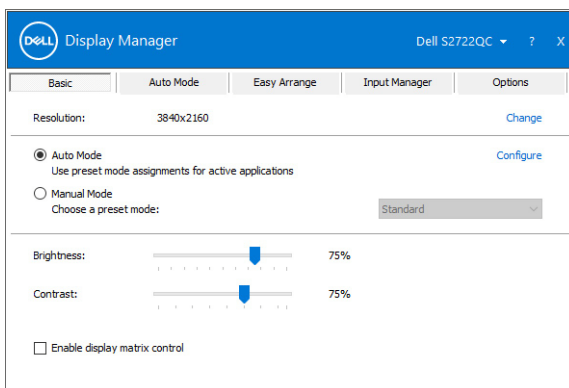 DELL Display Manager Dell S2722QC ? X
Basic Auto Mode Easy Arrange Input Manager Options
Resolution: 3840x2160 Change
Auto Mode Configure
Use preset mode assignments for active applications
Manual Mode
Choose a preset mode: Standard
Brightness: 75%
Contrast: 75%
Enable display matrix control